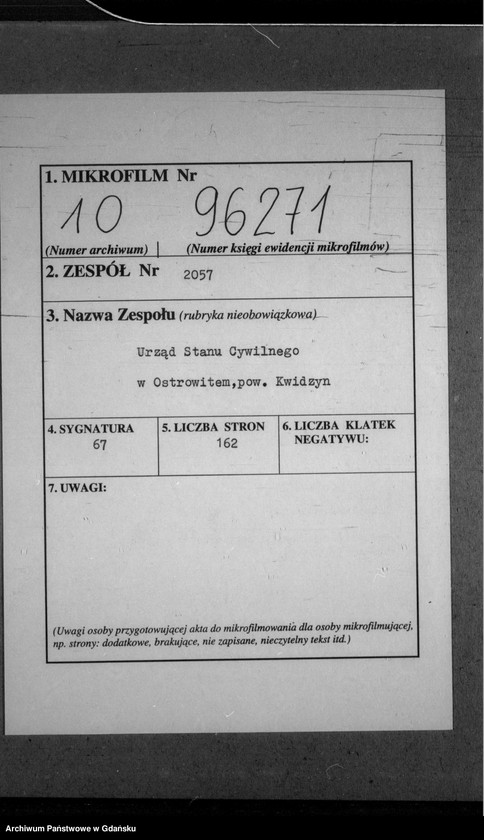 1. MIKROFILM Nr
10 96271
(Numer archiwum) (Numer księgi ewidencji mikrofilmów)
2. ZESPÓŁ Nr 2057
3. Nazwa Zespołu (rubryka nieobowiązkowa)
Urząd Stanu Cywilnego
w Ostrowitem,pow. Kwidzyn
4. SYGNATURA
67
5. LICZBA STRON
162
6. LICZBA KLATEK
NEGATYWU:
7. UWAGI:
(Uwagi osoby przygotowującej akta do mikrofilmowania dla osoby mikrofilmującej,
np. strony: dodatkowe, brakujące, nie zapisane, nieczytelny tekst itd.)
Archiwum Państwowe w Gdańsku